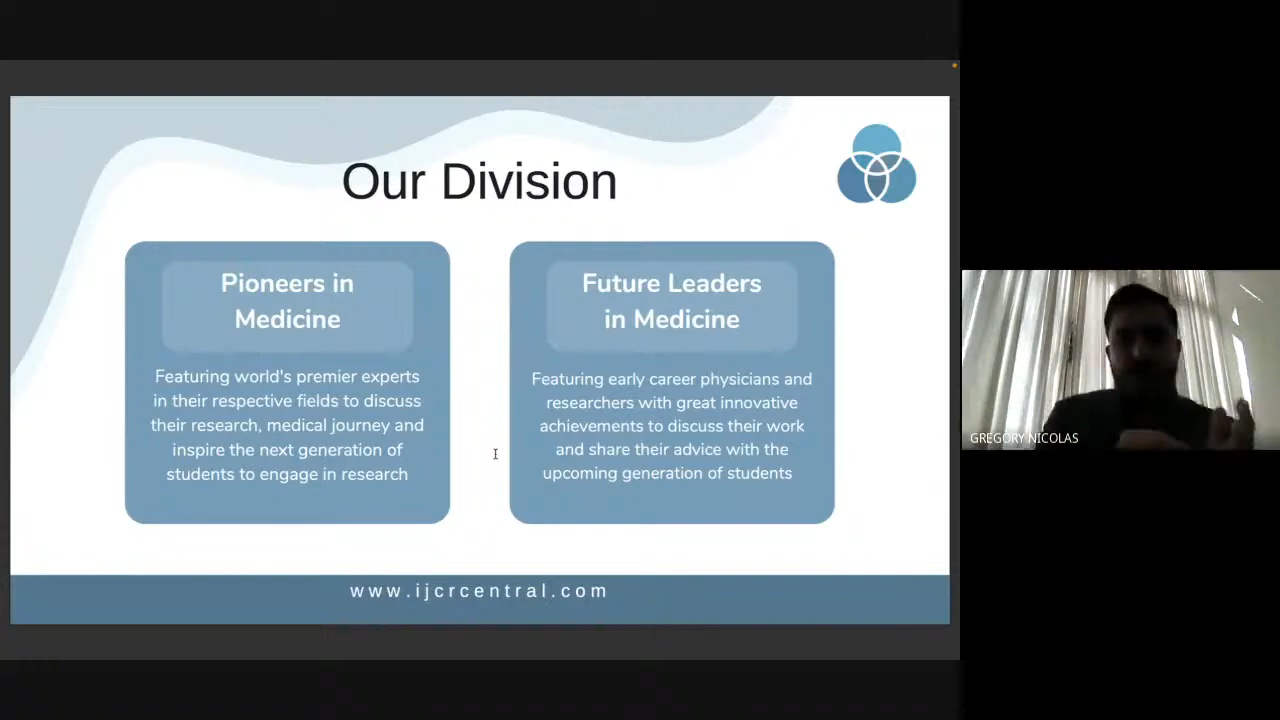 Our Division
Pioneers in
Medicine
Featuring world's premier experts
in their respective fields to discuss
their research, medical journey and
inspire the next generation of
students to engage in research
Future Leaders
in Medicine
Featuring early career physicians and
researchers with great innovative
achievements to discuss their work
and share their advice with the
upcoming generation of students
www.ijcrcentral.com
GREGORY NICOLAS